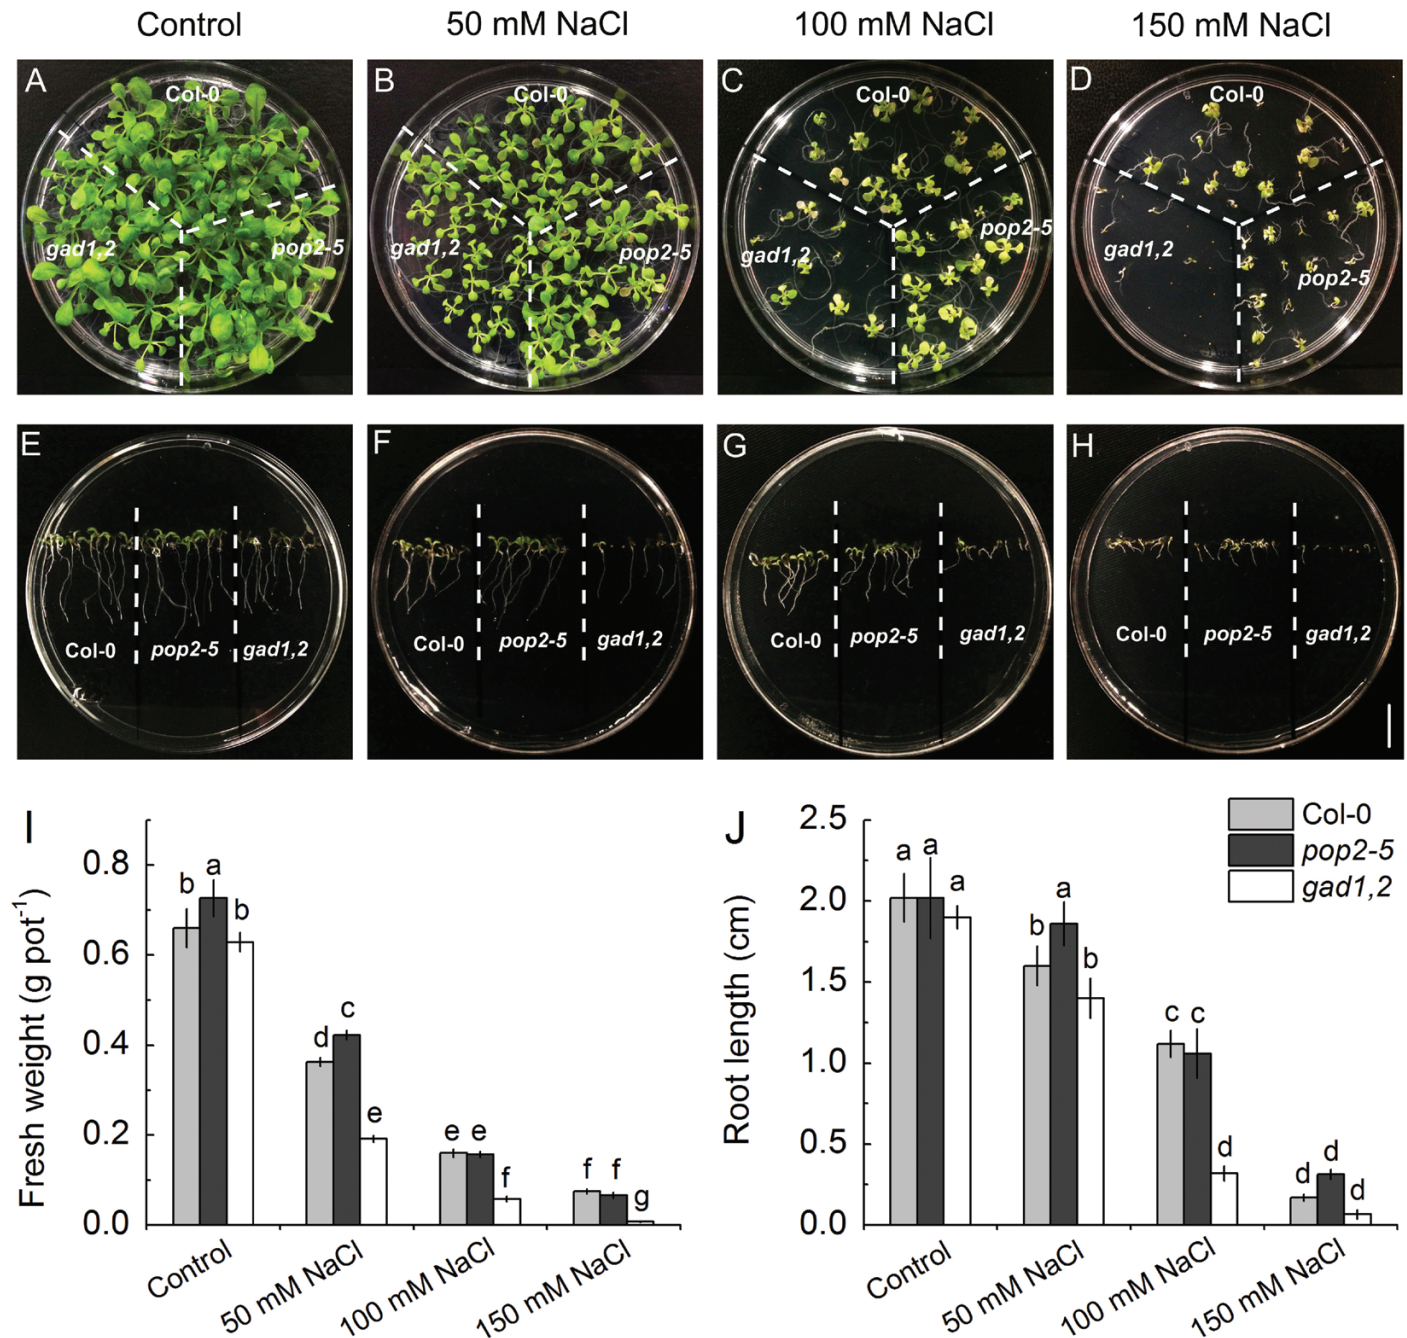 Control 50 mM NaCl 100 mM NaCl 150 mM NaCl
A Col-0 gad1,2 pop2-5
B Col-0 gad1,2 pop2-5
C Col-0 gad1,2 pop2-5
D Col-0 gad1,2 pop2-5
E Col-0 pop2-5 gad1,2
F Col-0 pop2-5 gad1,2
G Col-0 pop2-5 gad1,2
H Col-0 pop2-5 gad1,2
I
Fresh weight (g pot-1)
0.8
0.6
0.4
0.2
0.0
b a b
d c e
e e f
f f g
Control
50 mM NaCl
100 mM NaCl
150 mM NaCl
J
Root length (cm)
2.5
2.0
1.5
1.0
0.5
0.0
Col-0
pop2-5
gad1,2
a a a
b a b
c c d
d d d
Control
50 mM NaCl
100 mM NaCl
150 mM NaCl